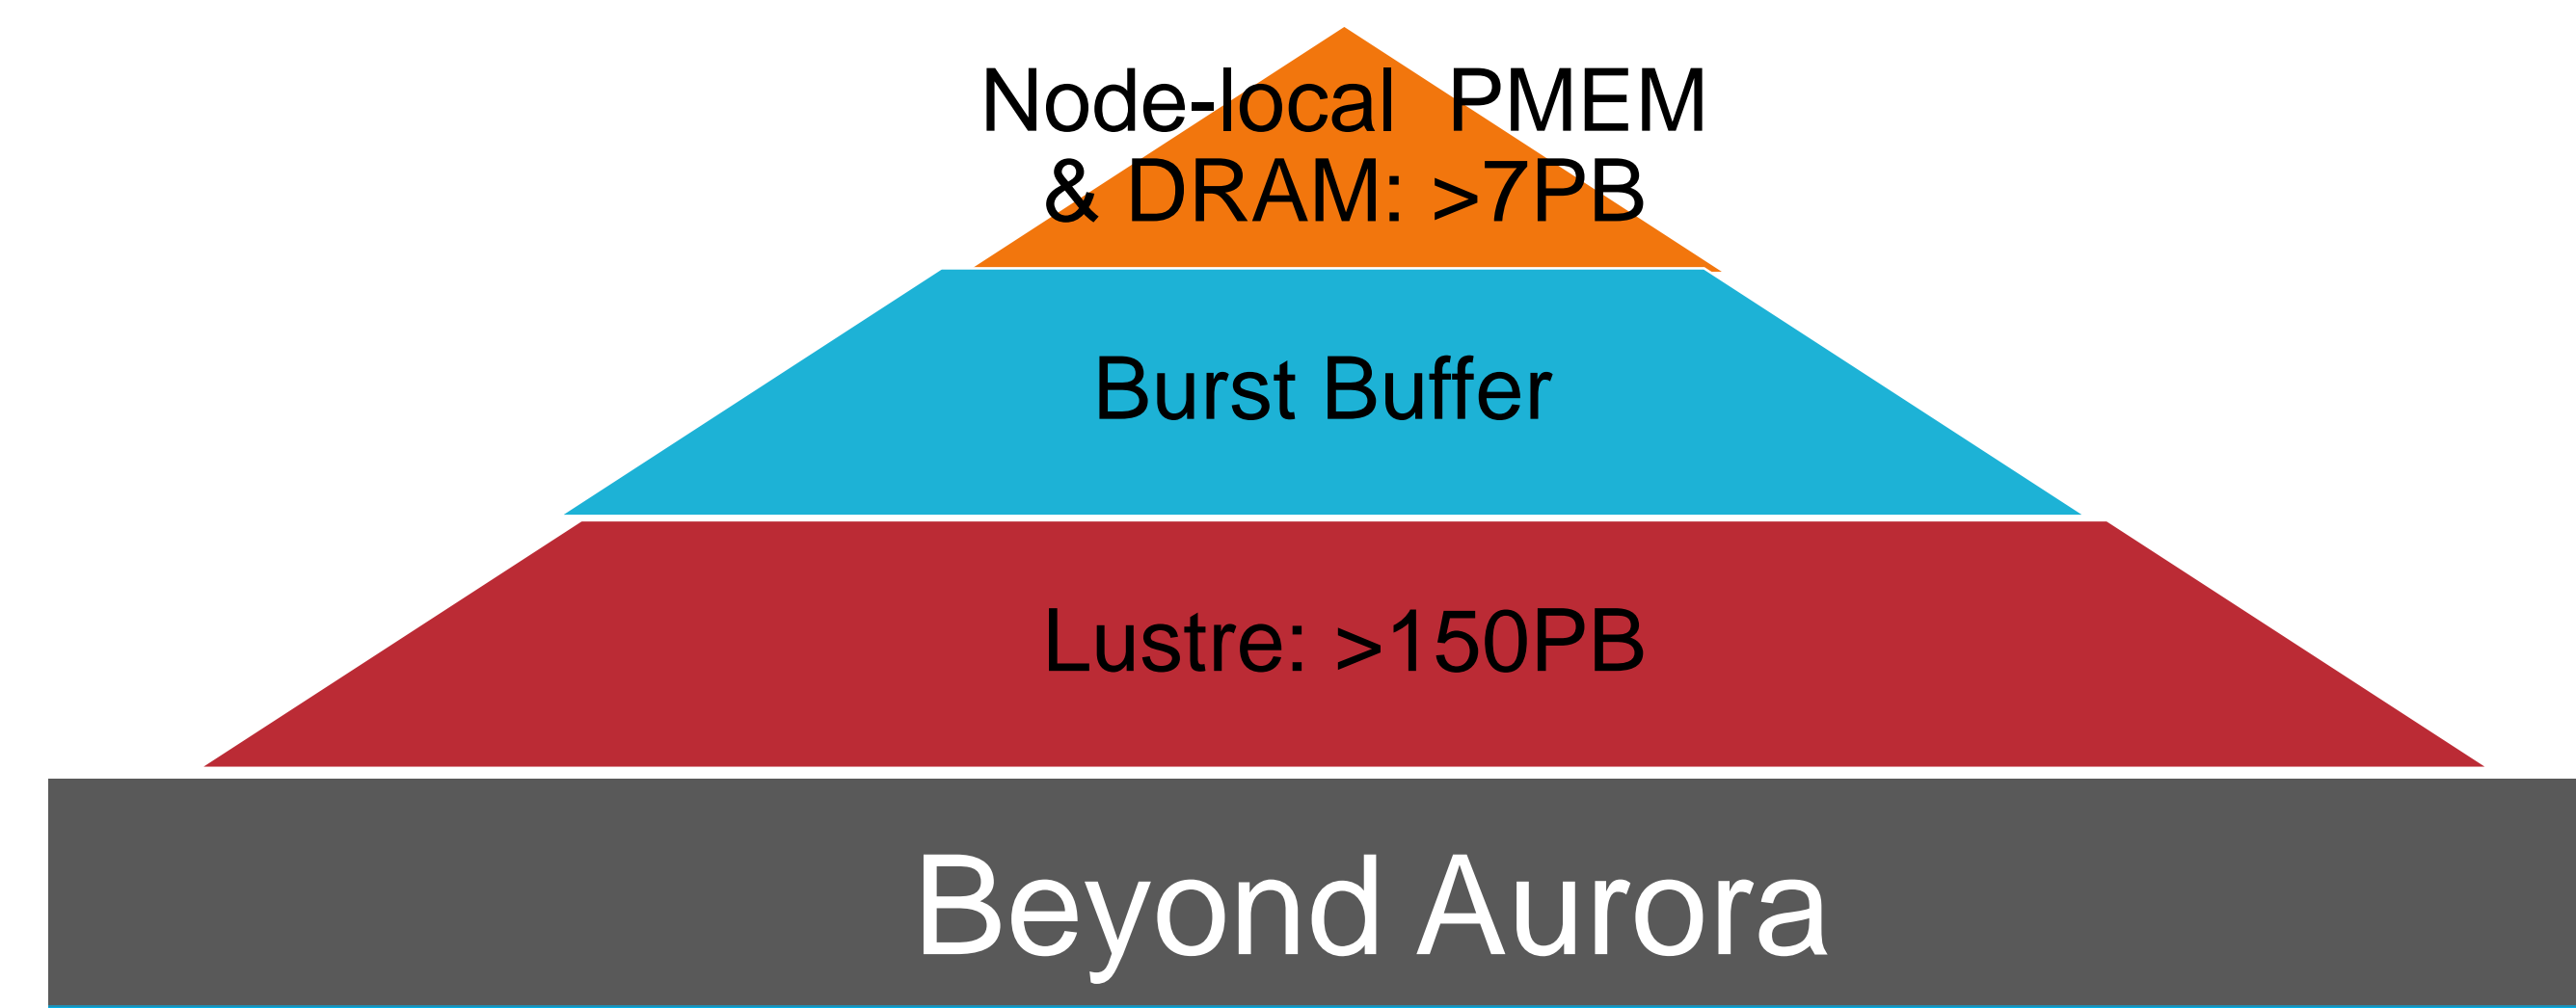 Node-local PMEM
& DRAM: >7PB
Burst Buffer
Lustre: >150PB
Beyond Aurora